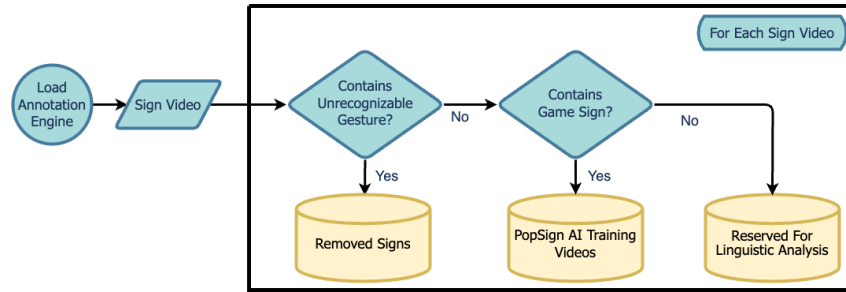 For Each Sign Video
Load
Annotation
Engine
Sign Video
Contains
Unrecognizable
Gesture?
No
Contains
Game Sign?
No
Yes
Yes
Removed Signs
PopSign AI Training
Videos
Reserved For
Linguistic Analysis